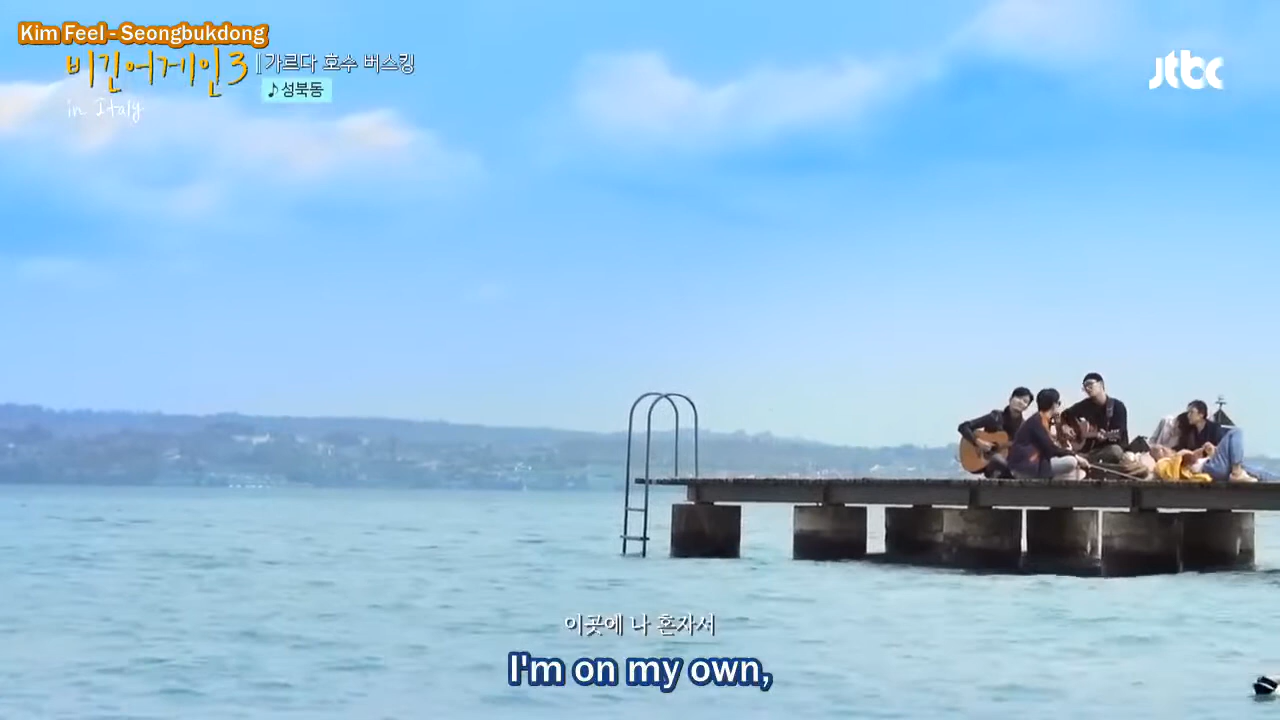 Kim Feel - Seongbukdong
비긴어게인3
in Italy
가르다 호수 버스킹
♪성북동
jtbc
이곳에 나 혼자서
I'm on my own,